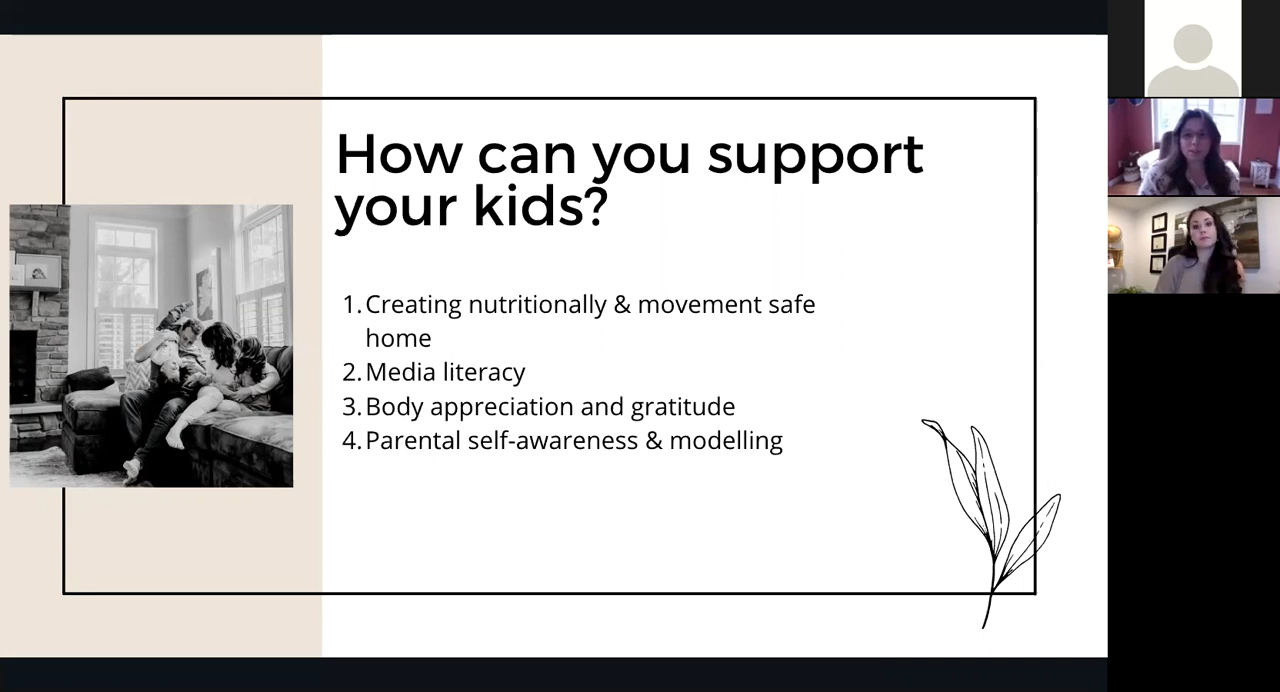 How can you support
your kids?
1. Creating nutritionally & movement safe
home
2. Media literacy
3. Body appreciation and gratitude
4. Parental self-awareness & modelling